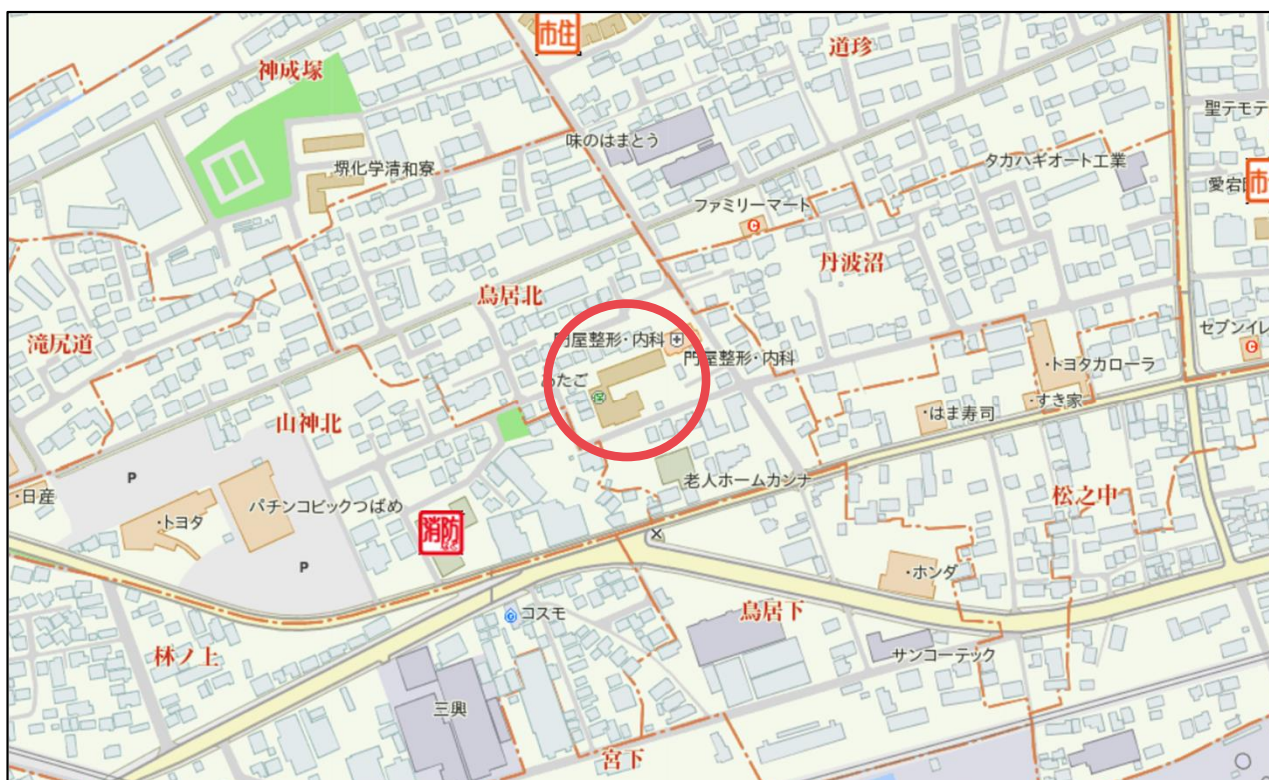 市住
道珍
神成塚
聖テモテ
味のはまとう
堺化学清和寮
タカハギオート工業
愛宕
市
ファミリーマート
C
丹波沼
鳥居北
滝尻道
門屋整形・内科
門屋整形・内科
セブンイレ
C
・トヨタカローラ
あたご
・すき家
・はま寿司
山神北
P
老人ホームカンナ
・日産
松之中
パチンコビックつばめ
・トヨタ
消防
P
・ホンダ
コスモ
鳥居下
林ノ上
サンコーテック
三興
宮下